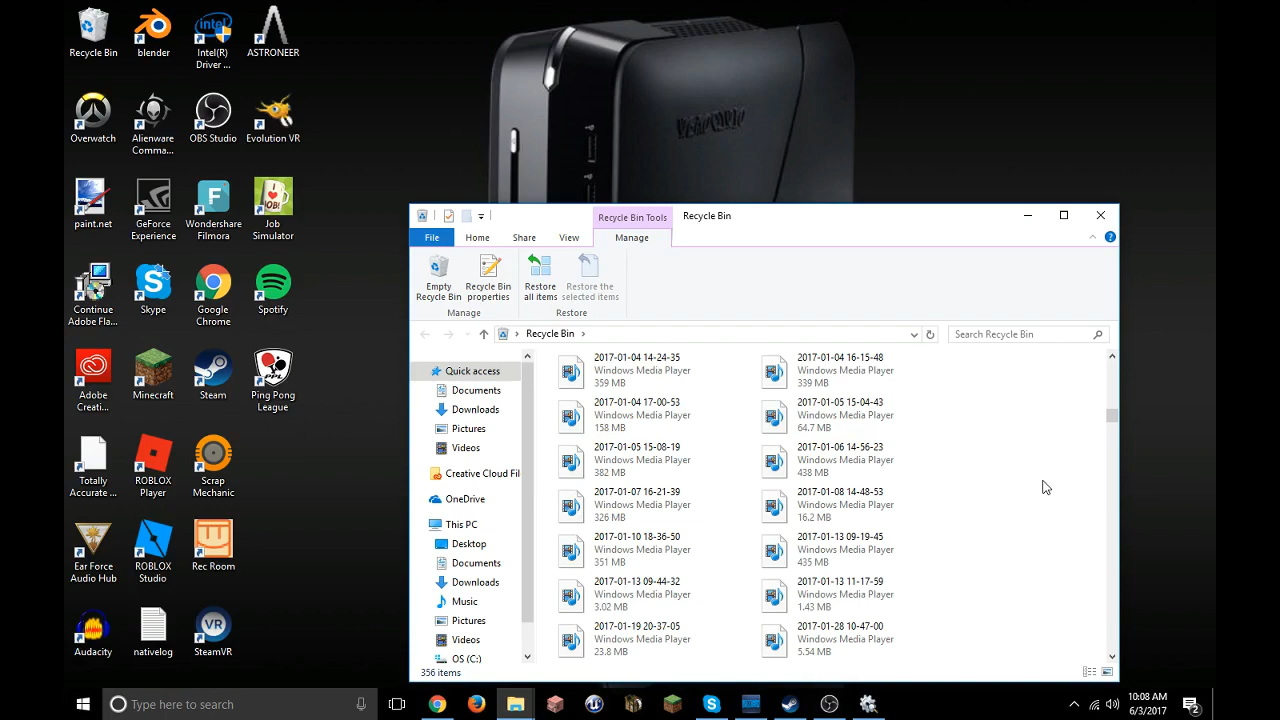 Recycle Bin
blender
Intel(R)
Driver ...
ASTRONEER
Overwatch
Alienware
Comma...
OBS Studio
Evolution VR
paint.net
GeForce
Experience
Wondershare
Filmora
Job
Simulator
Continue
Adobe Fla...
Skype
Google
Chrome
Spotify
Adobe
Creati...
Minecraft
Steam
Ping Pong
League
Totally
Accurate ...
ROBLOX
Player
Scrap
Mechanic
Ear Force
Audio Hub
ROBLOX
Studio
Rec Room
Audacity
nativelog
SteamVR
Recycle Bin Tools
Recycle Bin
File
Home
Share
View
Manage
Empty
Recycle Bin
Recycle Bin
properties
Restore
all items
Restore the
selected items
Manage
Restore
Recycle Bin
Search Recycle Bin
Quick access
Documents
Downloads
Pictures
Videos
Creative Cloud Fil
OneDrive
This PC
Desktop
Documents
Downloads
Music
Pictures
Videos
OS (C:)
2017-01-04 14-24-35
Windows Media Player
359 MB
2017-01-04 16-15-48
Windows Media Player
339 MB
2017-01-04 17-00-53
Windows Media Player
158 MB
2017-01-05 15-04-43
Windows Media Player
64.7 MB
2017-01-05 15-08-19
Windows Media Player
382 MB
2017-01-06 14-56-23
Windows Media Player
438 MB
2017-01-07 16-21-39
Windows Media Player
326 MB
2017-01-08 14-48-53
Windows Media Player
16.2 MB
2017-01-10 18-36-50
Windows Media Player
351 MB
2017-01-13 09-19-45
Windows Media Player
435 MB
2017-01-13 09-44-32
Windows Media Player
3.02 MB
2017-01-13 11-17-59
Windows Media Player
1.43 MB
2017-01-19 20-37-05
Windows Media Player
23.8 MB
2017-01-28 10-47-00
Windows Media Player
5.54 MB
356 items
Type here to search
10:08 AM
6/3/2017